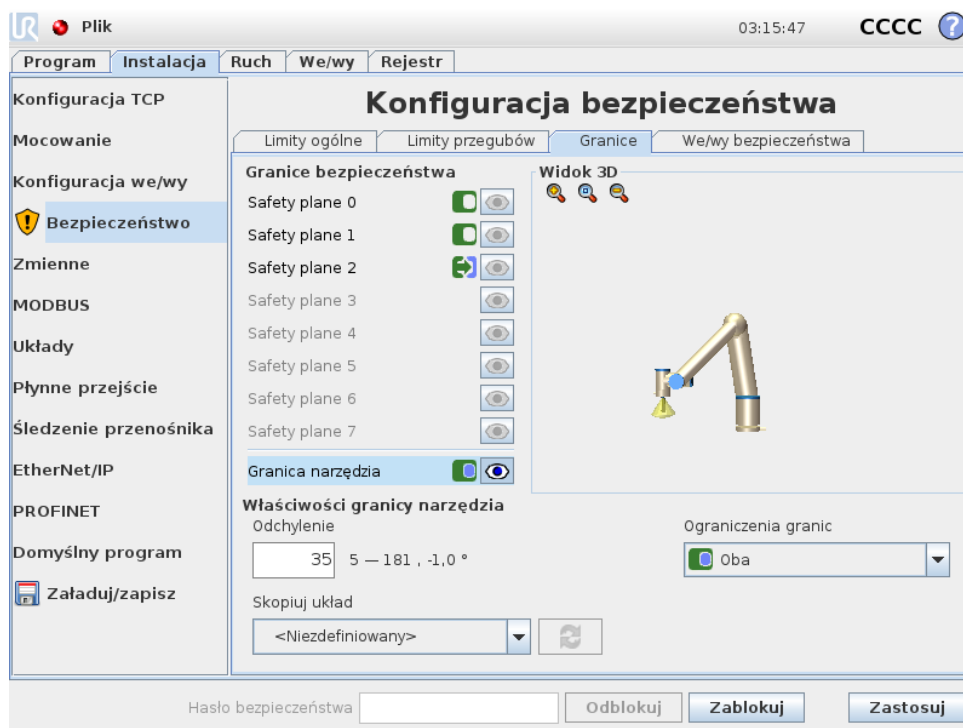 UR Plik 03:15:47 CCCC ?
Program Instalacja Ruch We/wy Rejestr
Konfiguracja TCP
Mocowanie
Konfiguracja we/wy
Bezpieczeństwo
Zmienne
MODBUS
Układy
Płynne przejście
Śledzenie przenośnika
EtherNet/IP
PROFINET
Domyślny program
Załaduj/zapisz
Konfiguracja bezpieczeństwa
Limity ogólne Limity przegubów Granice We/wy bezpieczeństwa
Granice bezpieczeństwa
Safety plane 0
Safety plane 1
Safety plane 2
Safety plane 3
Safety plane 4
Safety plane 5
Safety plane 6
Safety plane 7
Granica narzędzia
Widok 3D
Właściwości granicy narzędzia
Odchylenie
35 5 — 181 , -1,0 °
Ograniczenia granic
Oba
Skopiuj układ
<Niezdefiniowany>
Hasło bezpieczeństwa Odblokuj Zablokuj Zastosuj